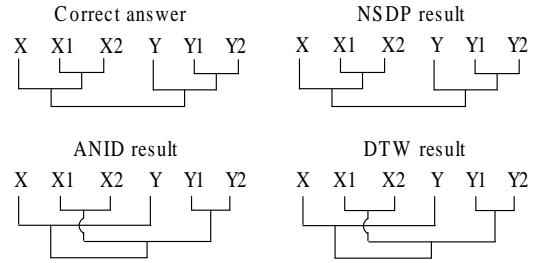 Correct answer
X X1 X2 Y Y1 Y2
NSDP result
X X1 X2 Y Y1 Y2
ANID result
X X1 X2 Y Y1 Y2
DTW result
X X1 X2 Y Y1 Y2